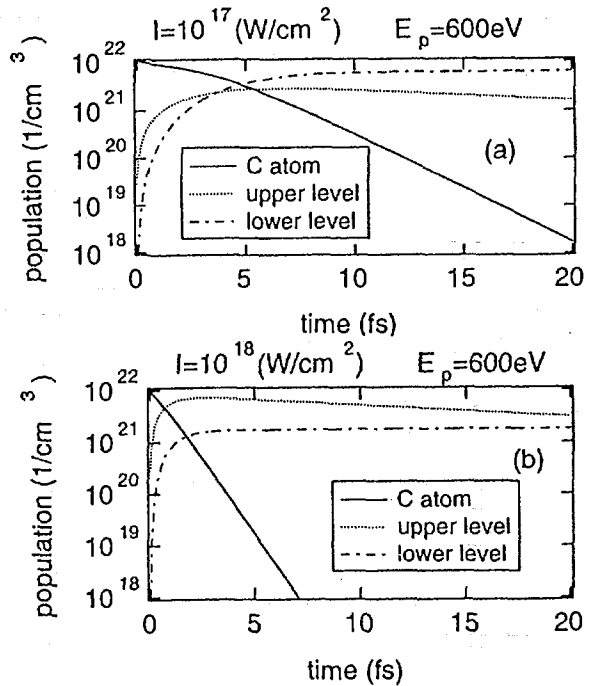 I=10 17 (W/cm 2) E p=600eV
population (1/cm 3)
10 22
10 21
10 20
10 19
10 18
(a)
C atom
upper level
lower level
0 5 10 15 20
time (fs)
I=10 18 (W/cm 2) E p=600eV
population (1/cm 3)
10 22
10 21
10 20
10 19
10 18
(b)
C atom
upper level
lower level
0 5 10 15 20
time (fs)